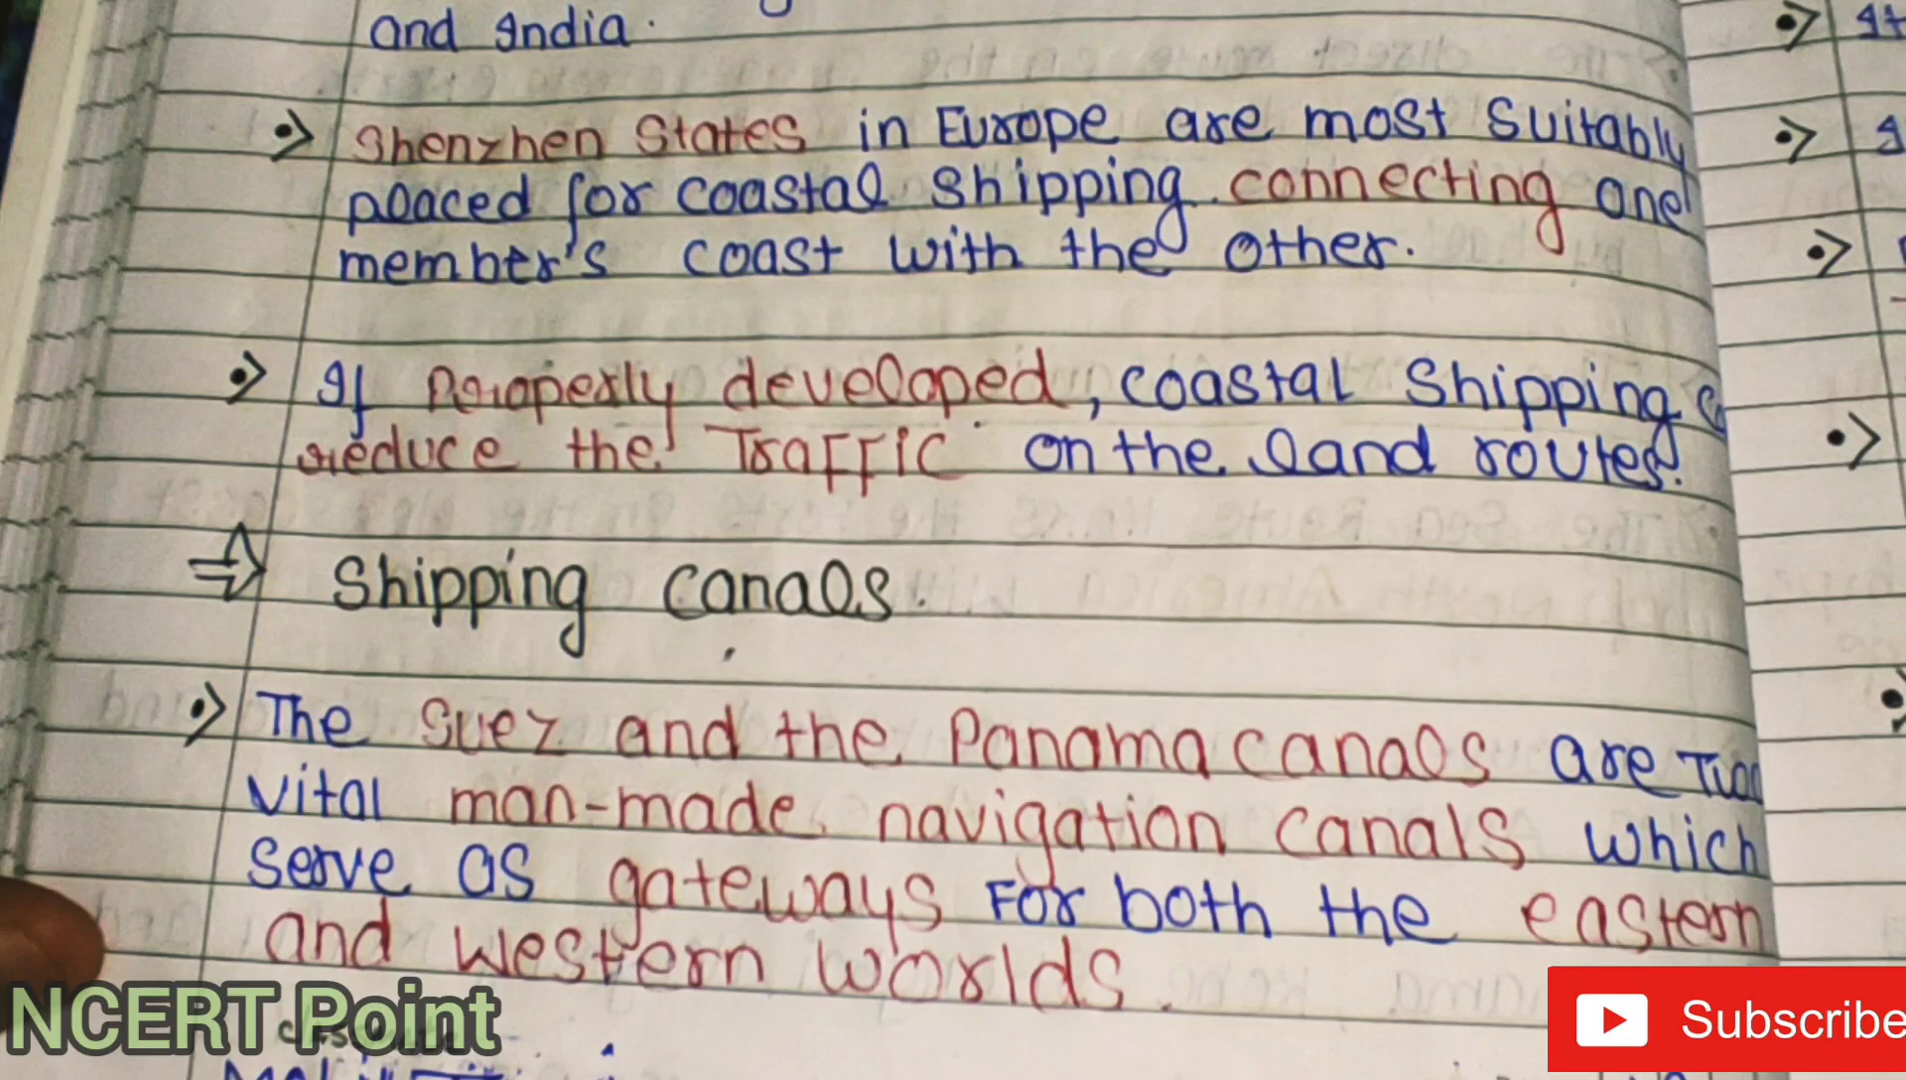 and India.
Shenzhen States in Europe are most Suitably
placed for coastal Shipping connecting one
member's coast with the other.
If Properly developed, coastal Shipping
reduce the Traffic on the land routes.
Shipping canals.
The Suez and the Panama canals are Two
vital man-made navigation canals which
Serve as gateways For both the eastern
and western worlds.
NCERT Point
Subscribe